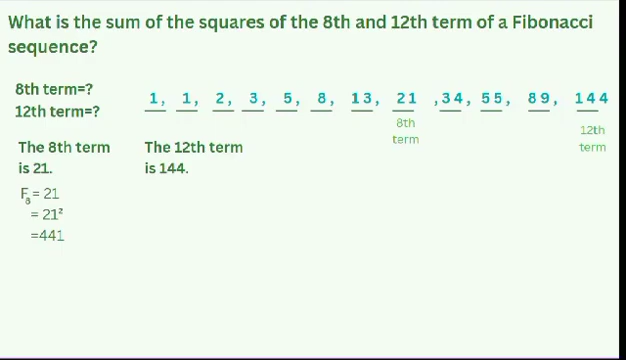 What is the sum of the squares of the 8th and 12th term of a Fibonacci
sequence?
8th term=?
12th term=?
1, 1, 2, 3, 5, 8, 13, 21 ,34, 55, 89, 144
8th
term
12th
term
The 8th term
is 21.
The 12th term
is 144.
F₈ = 21
= 21²
=441